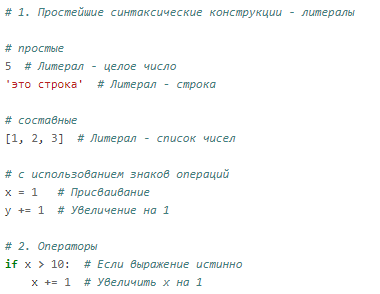 # 1. Простейшие синтаксические конструкции - литералы
# простые
5  # Литерал - целое число
'это строка'  # Литерал - строка
# составные
[1, 2, 3]  # Литерал - список чисел
# с использованием знаков операций
x = 1   # Присваивание
y += 1  # Увеличение на 1
# 2. Операторы
if x > 10:  # Если выражение истинно
    x += 1  # Увеличить x на 1